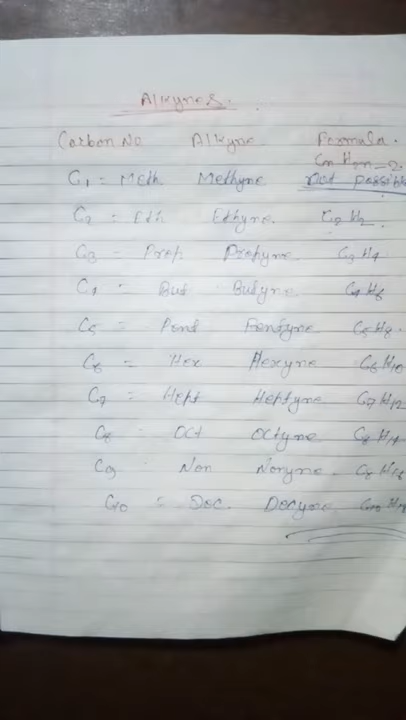 Alkynes.
Carbon No. Alkyne Formula.
CnH2n-2
C1 = Meth Methyne Not possible
C2 = Eth Ethyne. C2H2.
C3 = Prop Propyne C3H4
C4 = But Butyne C4H6
C5 = Pent Pentyne C5H8.
C6 = Hex Hexyne C6H10
C7 = Hept Heptyne C7H12
C8 = Oct Octyne C8H14
C9 = Non Nonyne
C10 = Dec. Decyne